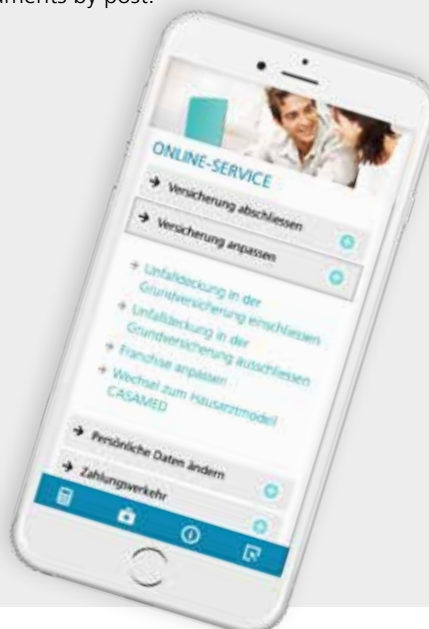 uments by post.
ONLINE-SERVICE
→ Versicherung abschliessen
→ Versicherung anpassen
→ Unfalldeckung in der
Grundversicherung einschliessen
→ Unfalldeckung in der
Grundversicherung ausschliessen
→ Franchise anpassen
→ Wechsel zum Hausarztmodell
CASAMED
→ Persönliche Daten ändern
→ Zahlungsverkehr